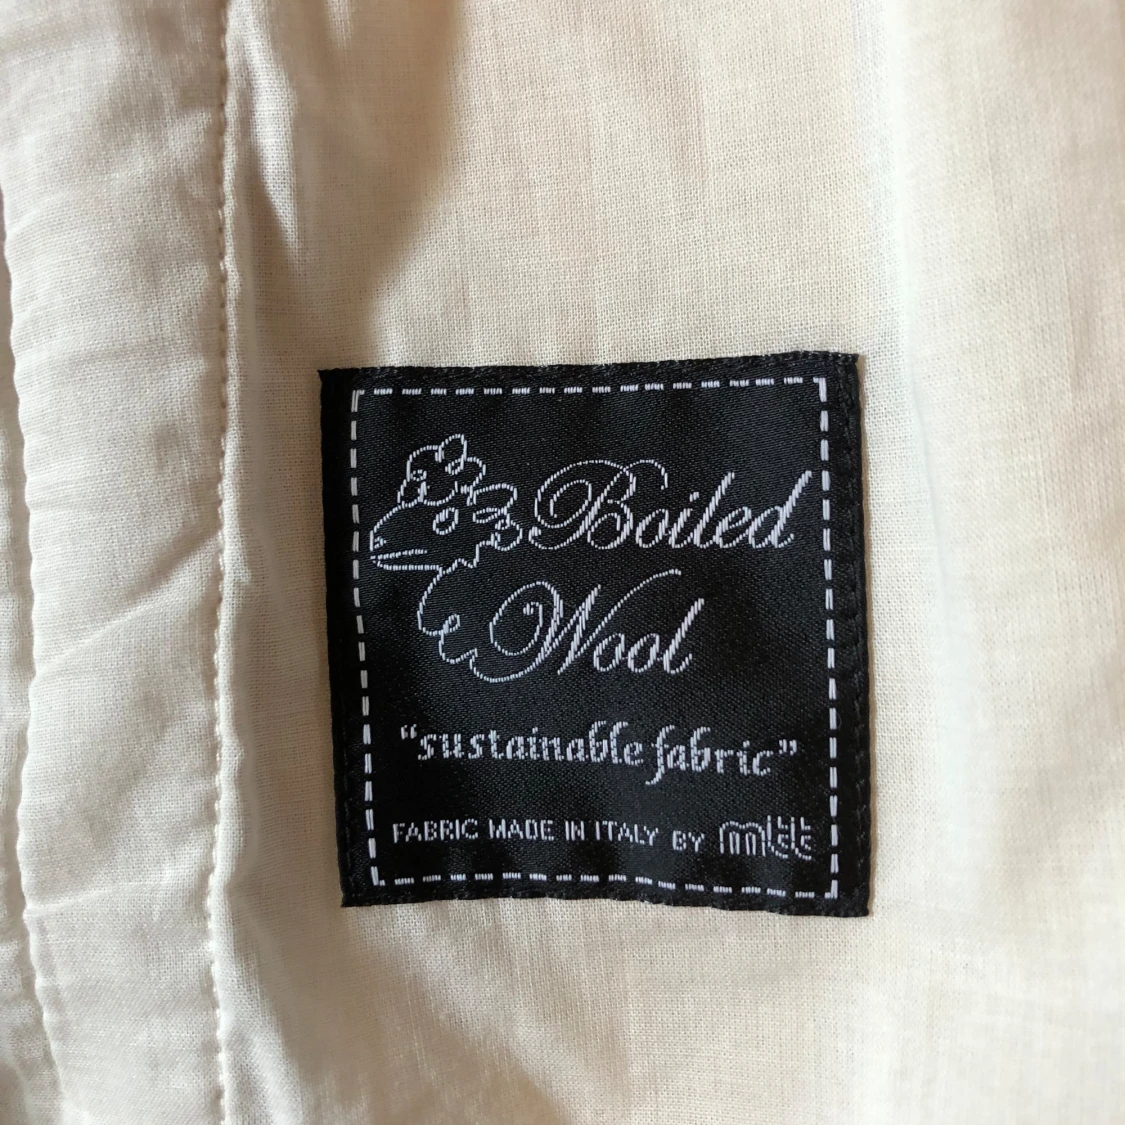 Boiled
Wool
"sustainable fabric"
FABRIC MADE IN ITALY BY